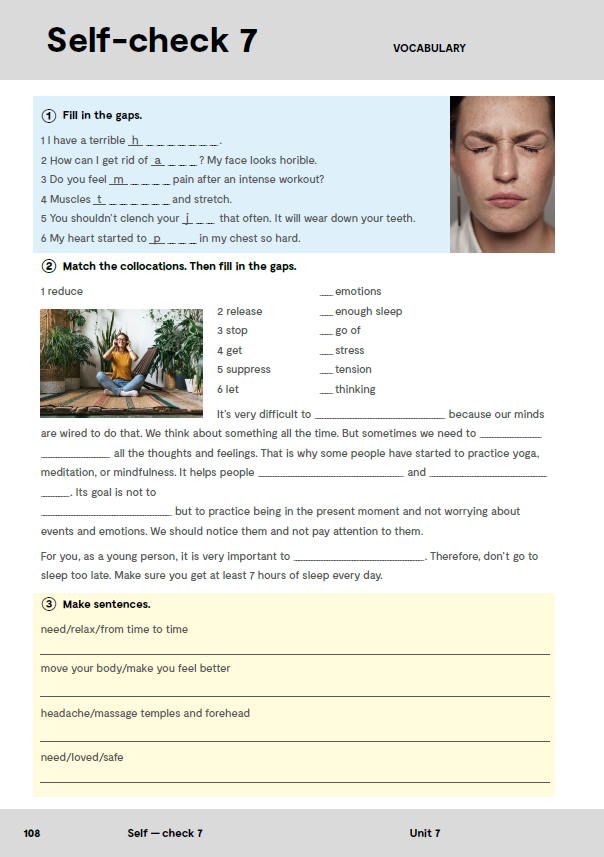 Self-check 7
VOCABULARY
1 Fill in the gaps.
1 I have a terrible h _ _ _ _ _ _ _.
2 How can I get rid of a _ _ _? My face looks horible.
3 Do you feel m _ _ _ _ _ pain after an intense workout?
4 Muscles t _ _ _ _ _ and stretch.
5 You shouldn't clench your j _ _ that often. It will wear down your teeth.
6 My heart started to p _ _ _ _ in my chest so hard.
2 Match the collocations. Then fill in the gaps.
1 reduce ___ emotions
2 release ___ enough sleep
3 stop ___ go of
4 get ___ stress
5 suppress ___ tension
6 let ___ thinking
It's very difficult to ____________ because our minds
are wired to do that. We think about something all the time. But sometimes we need to ____________
____________ all the thoughts and feelings. That is why some people have started to practice yoga,
meditation, or mindfulness. It helps people ____________ and ____________
_____. Its goal is not to
____________ but to practice being in the present moment and not worrying about
events and emotions. We should notice them and not pay attention to them.
For you, as a young person, it is very important to ____________. Therefore, don't go to
sleep too late. Make sure you get at least 7 hours of sleep every day.
3 Make sentences.
need/relax/from time to time
move your body/make you feel better
headache/massage temples and forehead
need/loved/safe
108 Self — check 7 Unit 7